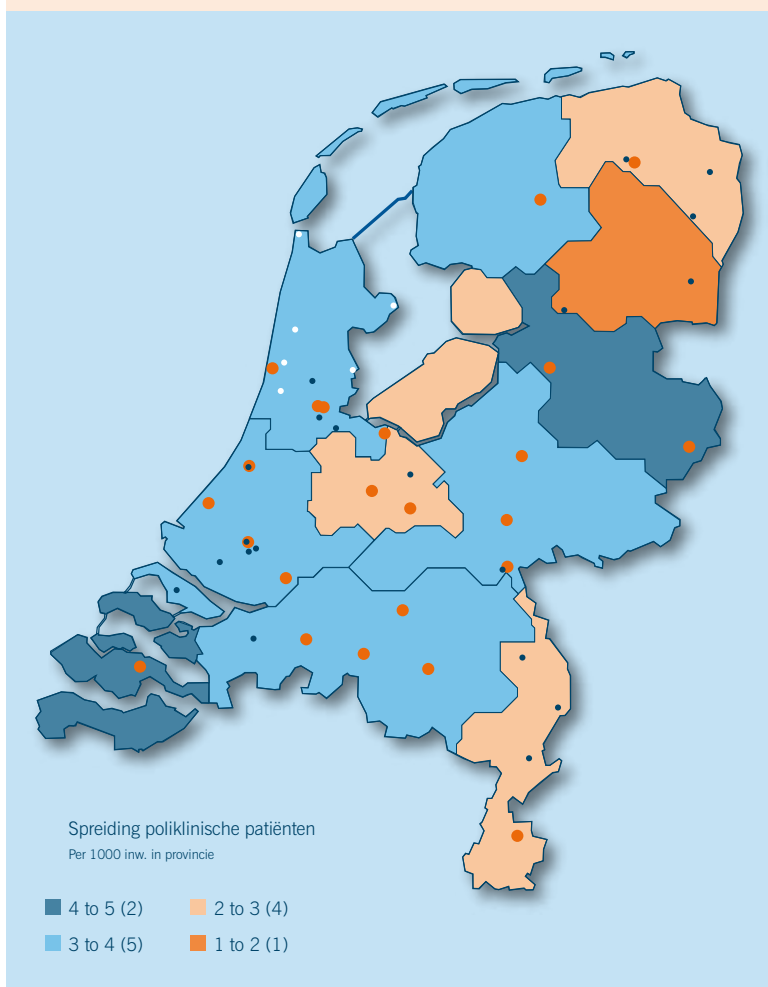 Spreiding poliklinische patiënten
Per 1000 inw. in provincie
4 to 5 (2)
2 to 3 (4)
3 to 4 (5)
1 to 2 (1)